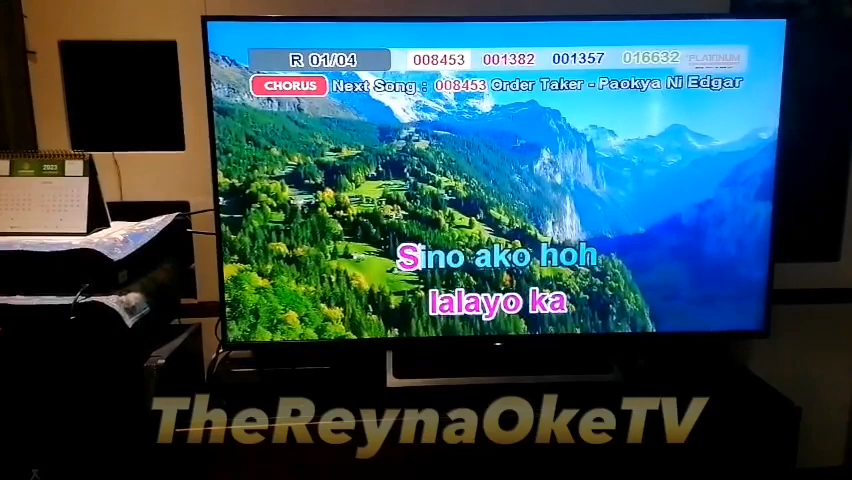 R 01/04 008453 001382 001357 016632 PLATINUM
CHORUS Next Song : 008453 Order Taker - Paokya Ni Edgar
2023
Sino ako hoh
lalayo ka
TheReynaOkeTV